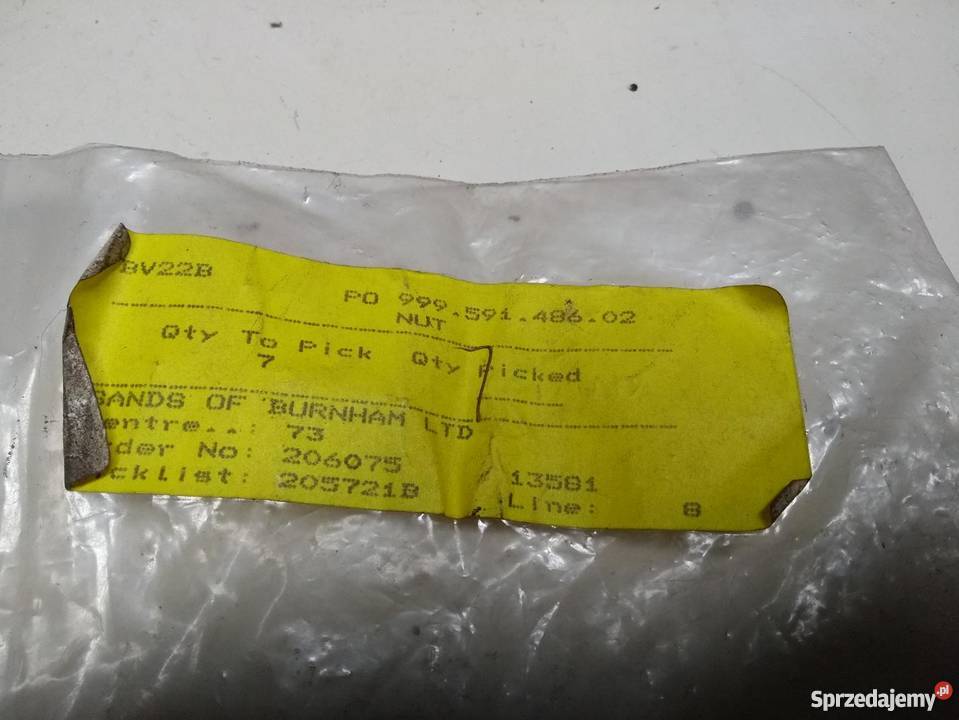 BV22B
PO 999.591.486.02
NUT
Qty To Pick Qty Picked
7 7
SANDS OF BURNHAM LTD
entre..: 73
der No: 206075 13581
cklist: 205721B Line: 8
Sprzedajemy.pl